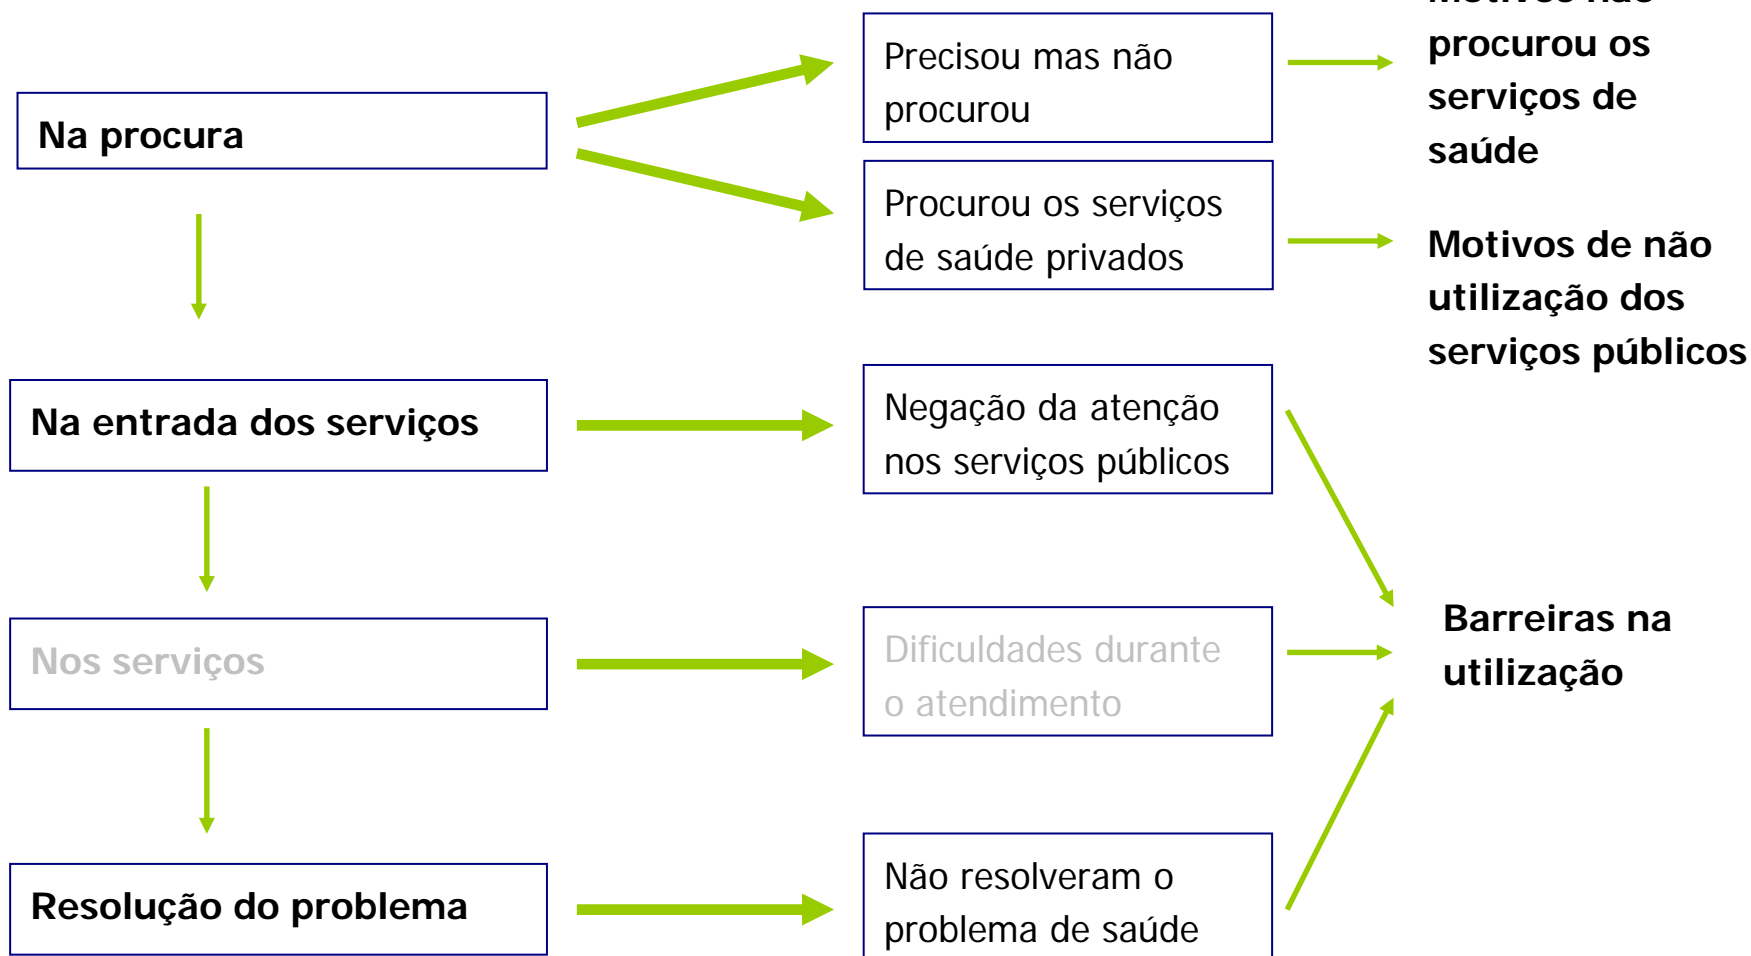 procurou os
serviços de
saúde
Precisou mas não
procurou
Na procura
Procurou os serviços
de saúde privados
Motivos de não
utilização dos
serviços públicos
Na entrada dos serviços
Negação da atenção
nos serviços públicos
Nos serviços
Dificuldades durante
o atendimento
Barreiras na
utilização
Resolução do problema
Não resolveram o
problema de saúde